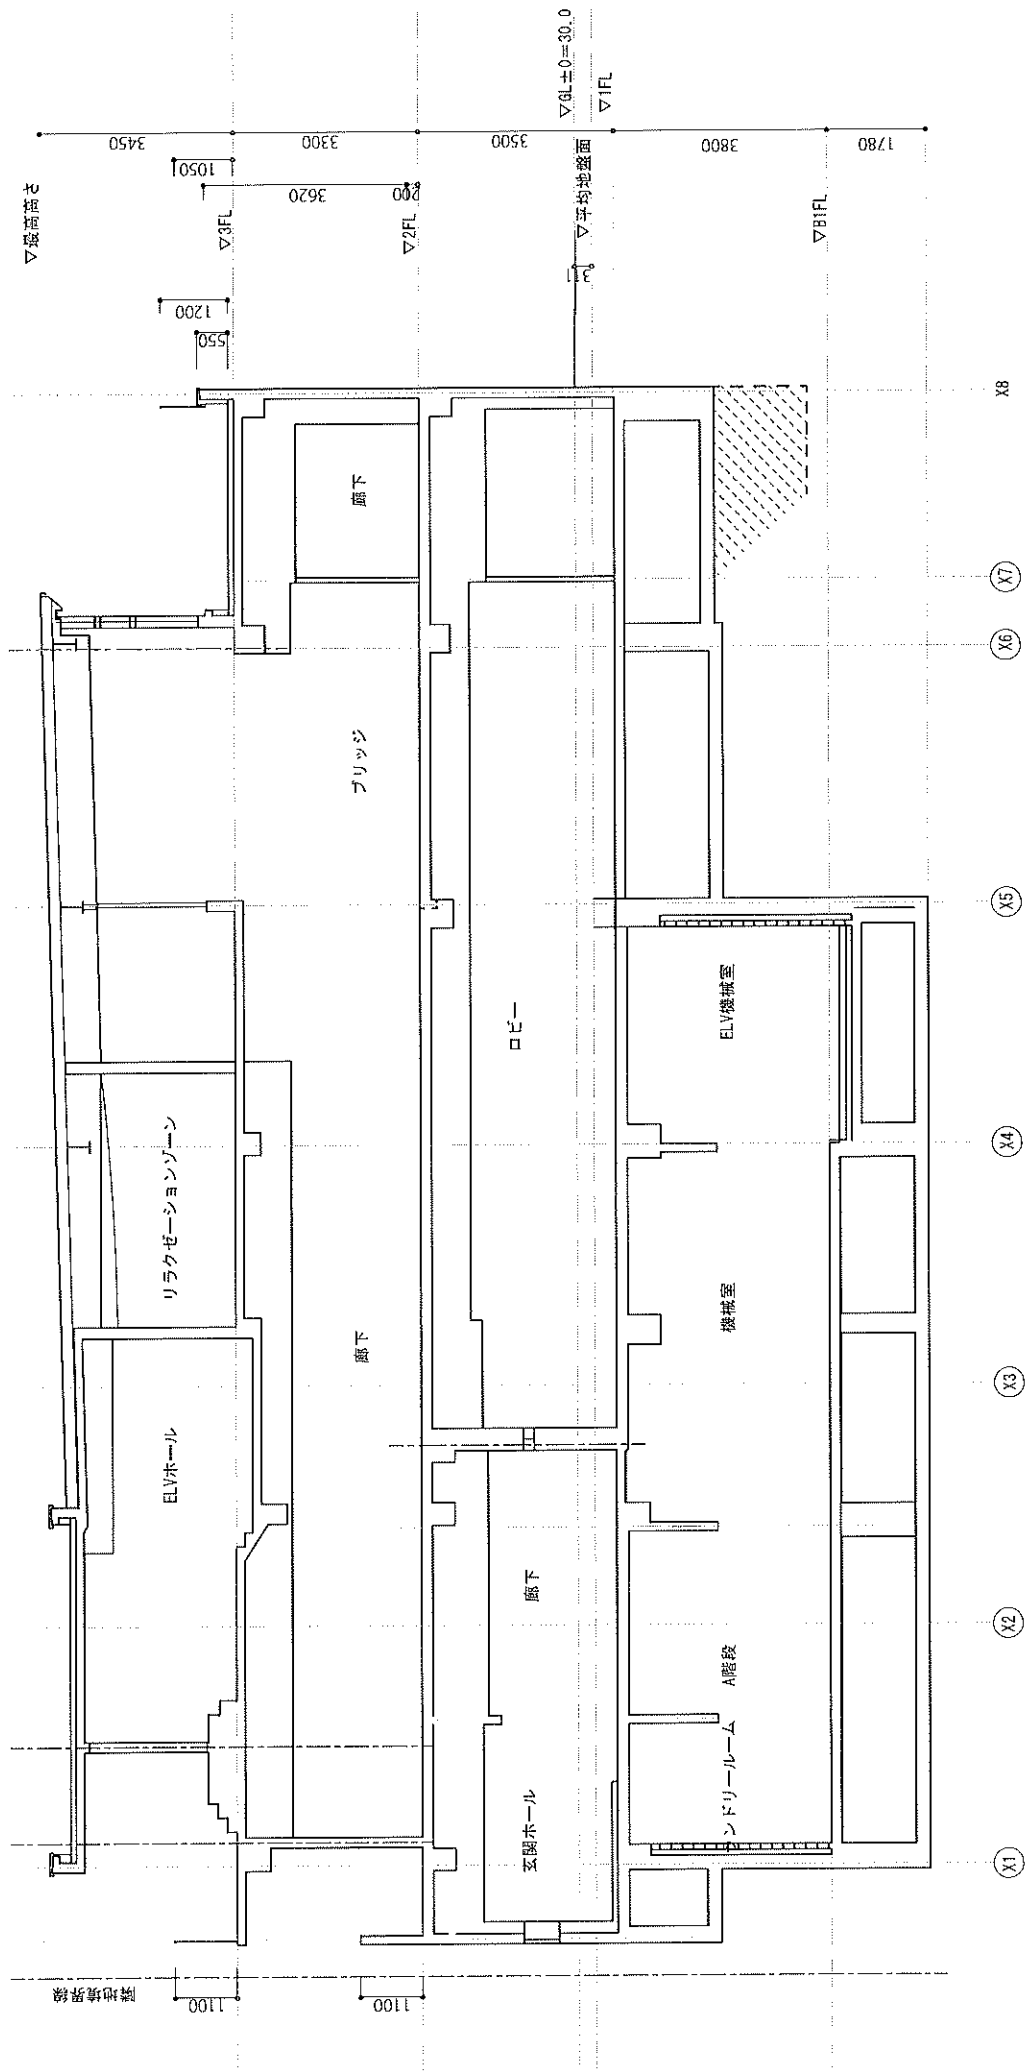 ▽最高高さ
3450
1050
▽3FL
3300
3620
200
▽2FL
3500
▽GL±0=30.0
▽平均地盤面
311
▽1FL
3800
▽B1FL
1780
1200
550
隣地境界線
1100
1100
ELVホール
リラクゼーションゾーン
廊下
ブリッジ
廊下
玄関ホール
廊下
ロビー
ンドリールーム
A階段
機械室
ELV機械室
X1
X2
X3
X4
X5
X6
X7
X8